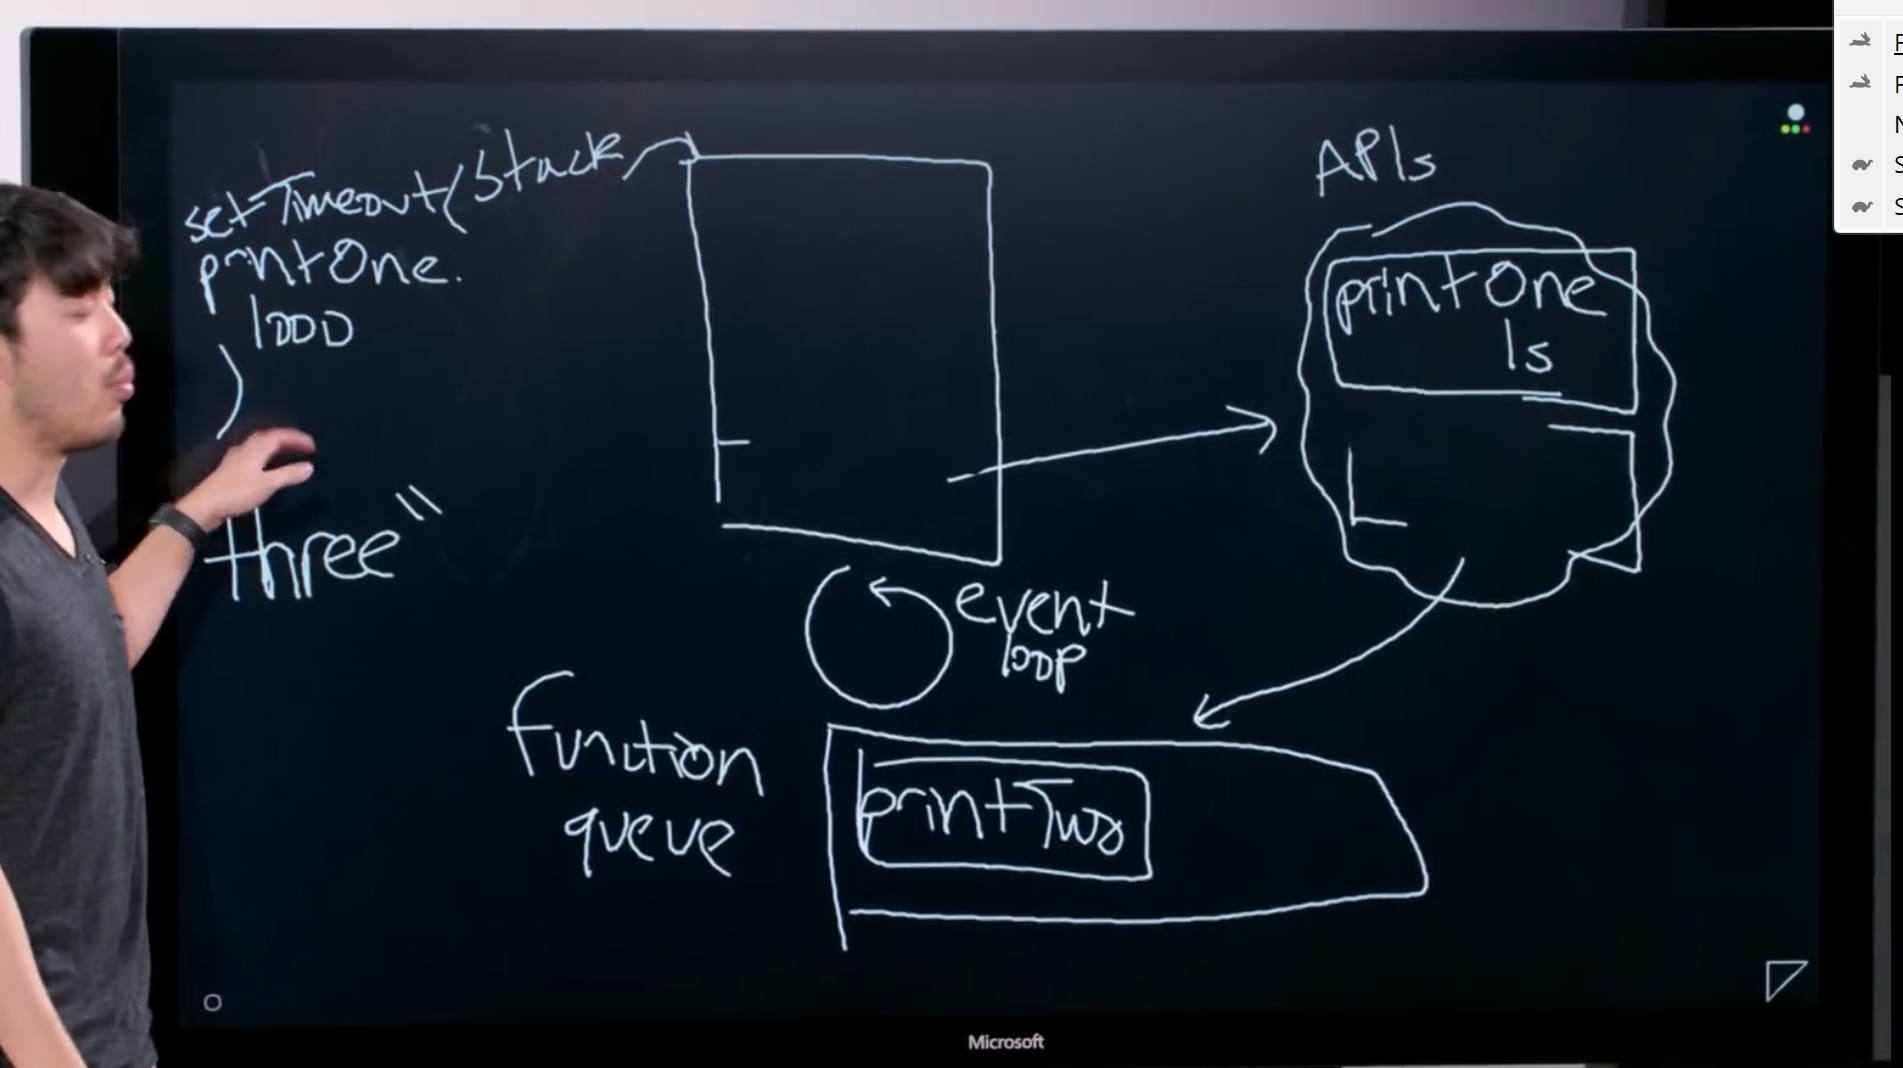 setTimeout(
printOne.
1000
)
three"
Stack
APIs
printOne
1s
event
loop
function
queue
printTwo
Microsoft